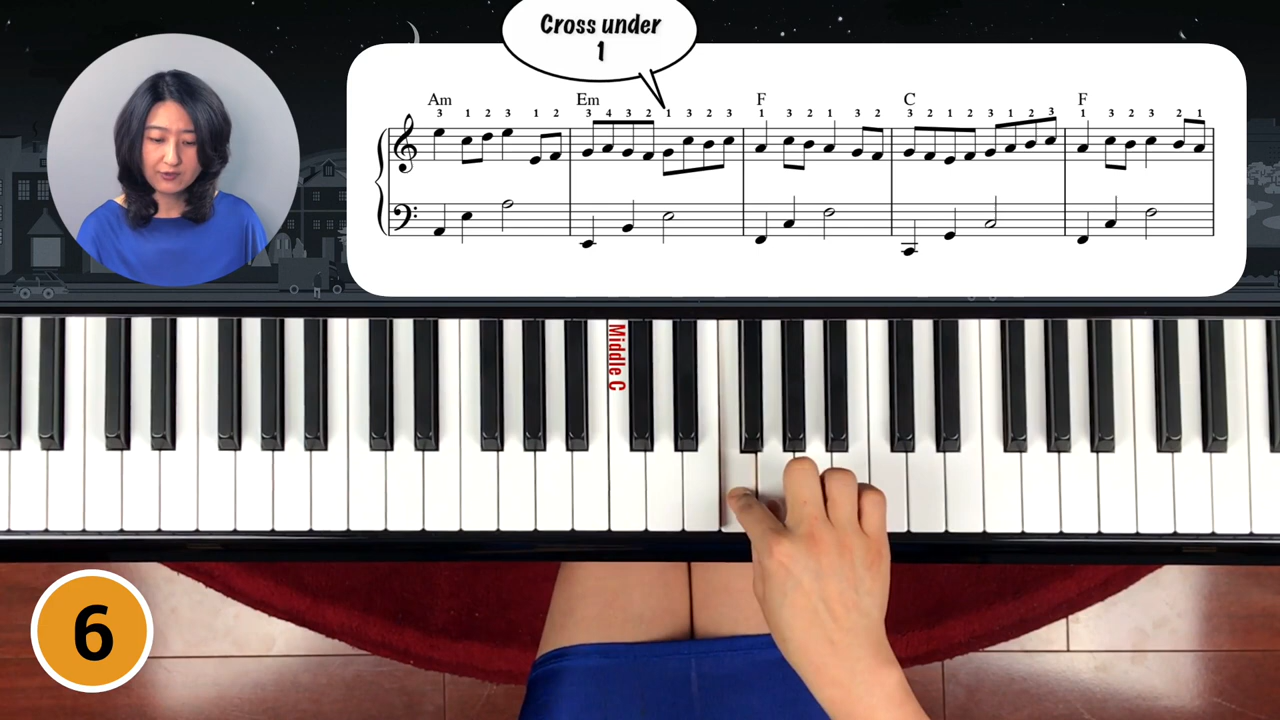 Cross under
1
Am Em F C F
3 1 2 3 1 2 3 4 3 2 1 3 2 3 1 3 2 1 3 2 3 2 1 2 3 1 2 3 1 3 2 3 2 1
Middle C
6